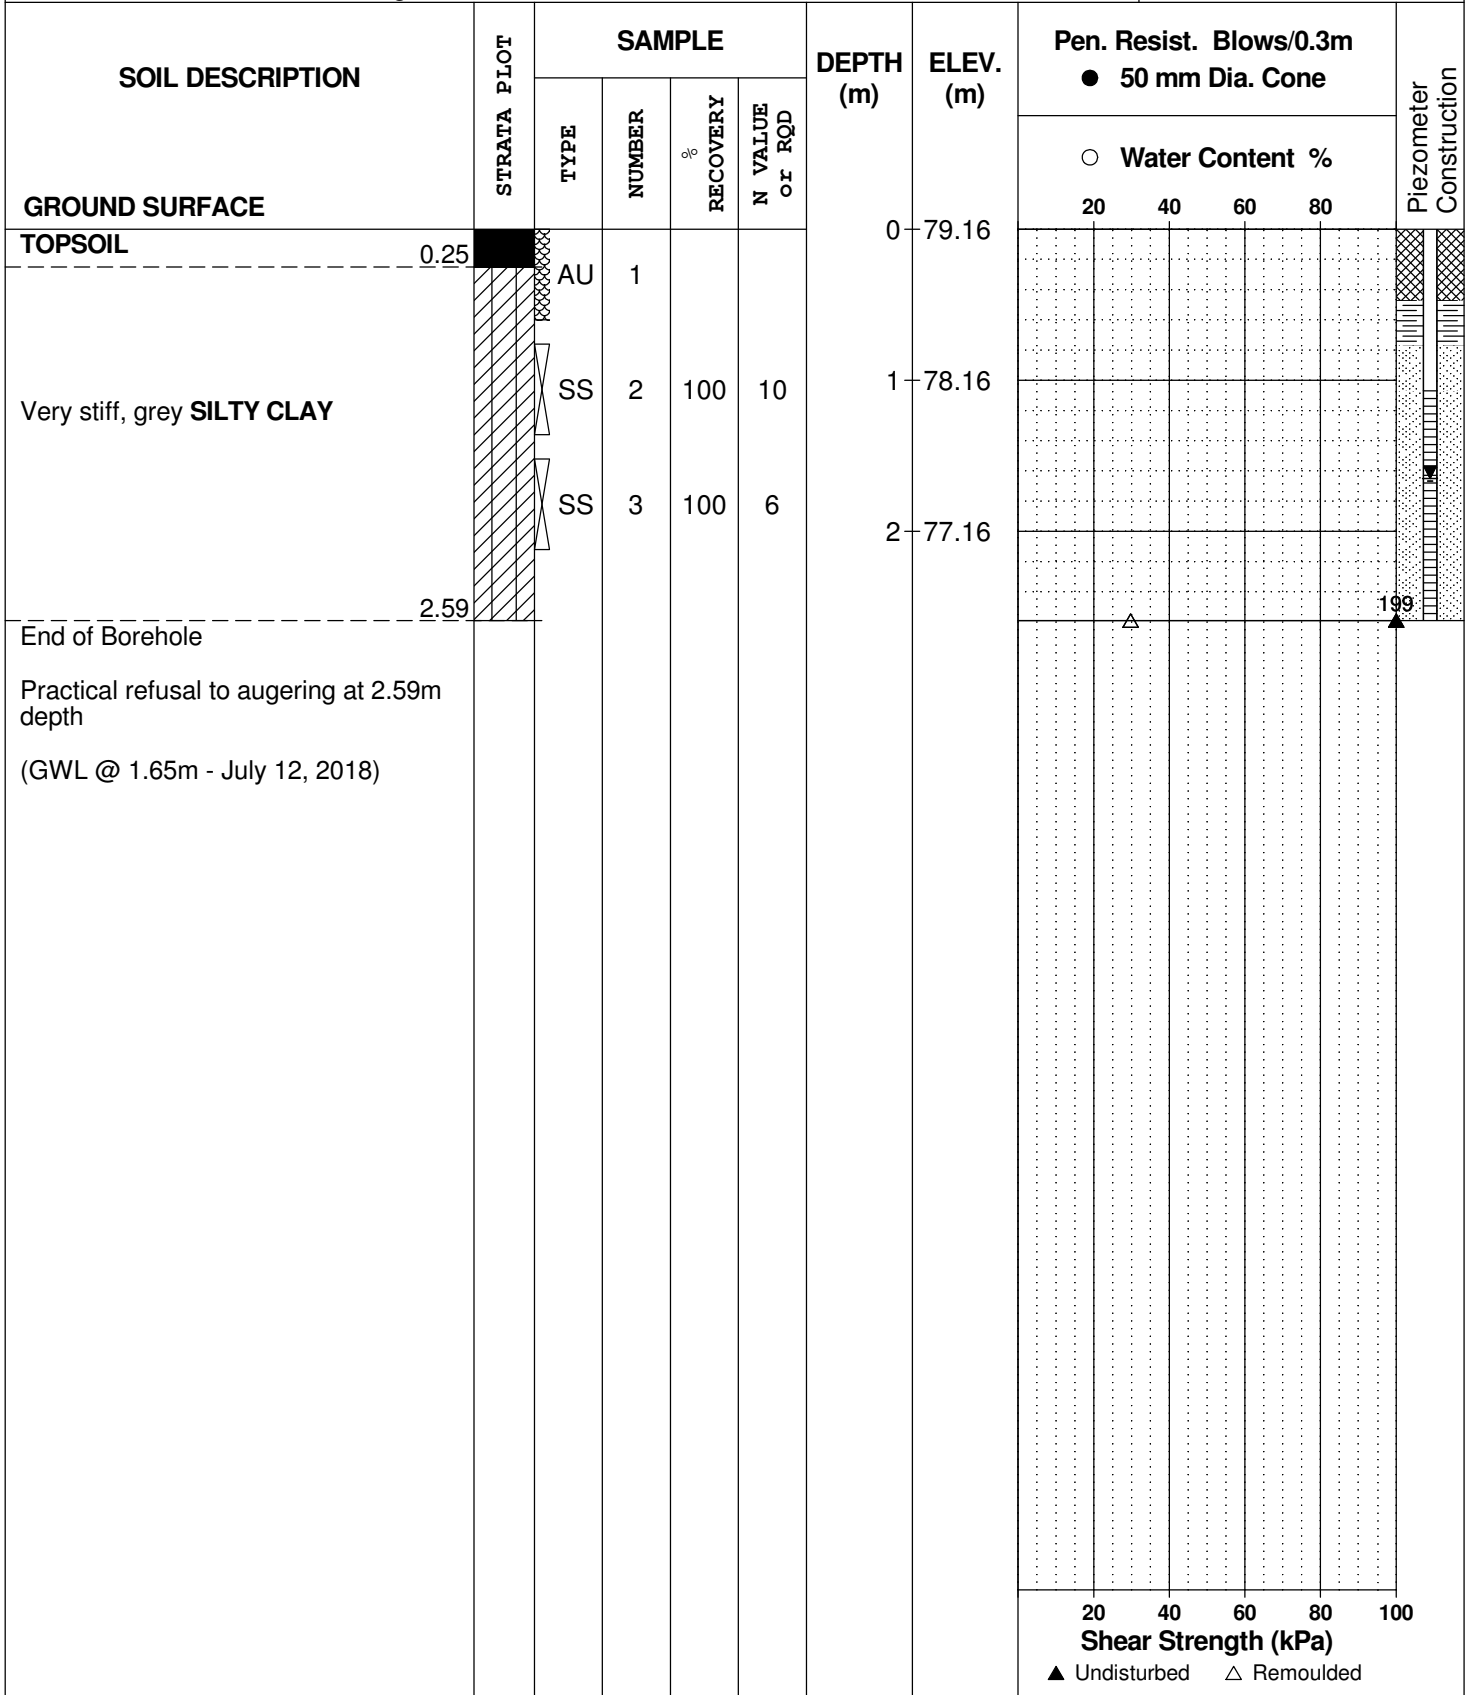 SOIL DESCRIPTION
GROUND SURFACE
STRATA PLOT
SAMPLE
TYPE
NUMBER
%
RECOVERY
N VALUE
or RQD
DEPTH
(m)
ELEV.
(m)
Pen. Resist. Blows/0.3m
● 50 mm Dia. Cone
○ Water Content %
20 40 60 80
Piezometer
Construction
TOPSOIL
0.25
AU 1
0 79.16
Very stiff, grey SILTY CLAY
SS 2 100 10
1 78.16
SS 3 100 6
2 77.16
2.59
199
End of Borehole
Practical refusal to augering at 2.59m
depth
(GWL @ 1.65m - July 12, 2018)
20 40 60 80 100
Shear Strength (kPa)
▲ Undisturbed △ Remoulded